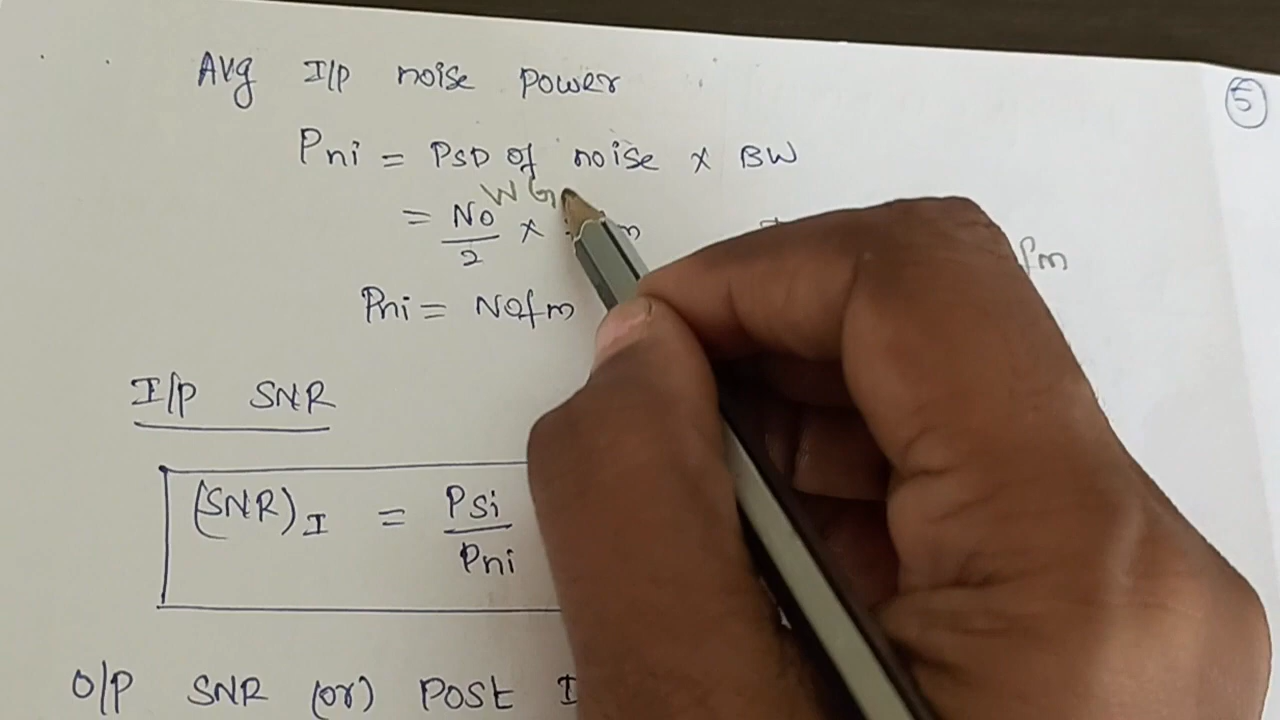 Avg I/p noise power
5
Pni = PSD of noise x BW
WG
= No/2 x m
fm
Pni = Nofm
I/p SNR
(SNR)I = Psi/Pni
O/p SNR (or) Post